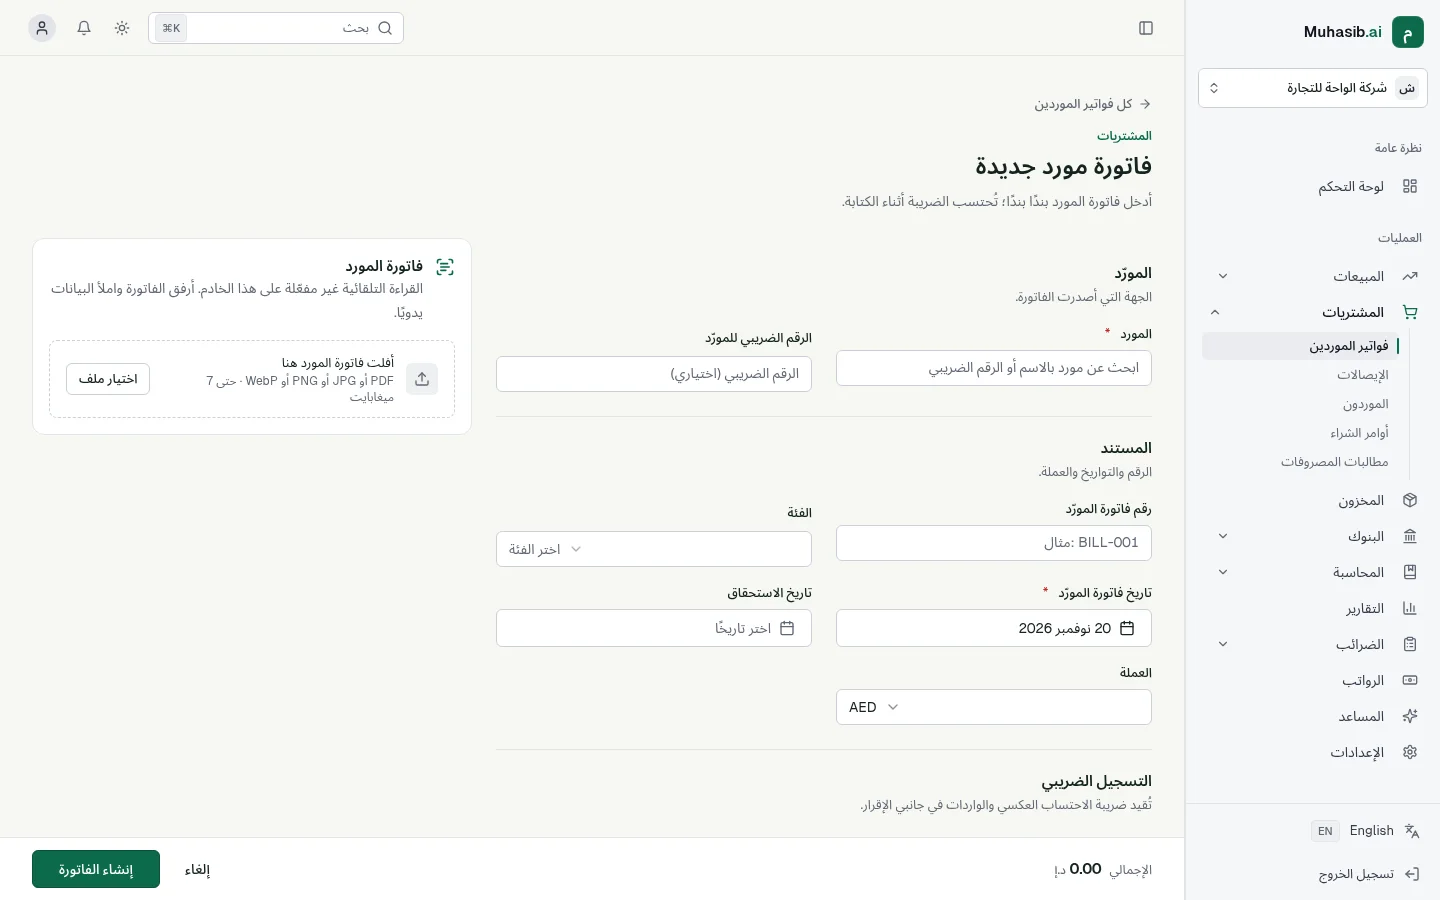 م
Muhasib.ai
ش شركة الواحة للتجارة
نظرة عامة
لوحة التحكم
العمليات
المبيعات
المشتريات
فواتير الموردين
الإيصالات
الموردون
أوامر الشراء
مطالبات المصروفات
المخزون
البنوك
المحاسبة
التقارير
الضرائب
الرواتب
المساعد
الإعدادات
English EN
تسجيل الخروج
بحث ⌘K
كل فواتير الموردين
المشتريات
فاتورة مورد جديدة
أدخل فاتورة المورد بندًا بندًا؛ تُحتسب الضريبة أثناء الكتابة.
المورّد
الجهة التي أصدرت الفاتورة.
المورد *
ابحث عن مورد بالاسم أو الرقم الضريبي
الرقم الضريبي للمورّد
الرقم الضريبي (اختياري)
المستند
الرقم والتواريخ والعملة.
رقم فاتورة المورّد
مثال: BILL-001
الفئة
اختر الفئة
تاريخ فاتورة المورّد *
20 نوفمبر 2026
تاريخ الاستحقاق
اختر تاريخًا
العملة
AED
التسجيل الضريبي
تُقيد ضريبة الاحتساب العكسي والواردات في جانبي الإقرار.
فاتورة المورد
القراءة التلقائية غير مفعّلة على هذا الخادم. أرفق الفاتورة واملأ البيانات
يدويًا.
أفلت فاتورة المورد هنا
PDF أو JPG أو PNG أو WebP · حتى 7
ميغابايت
اختيار ملف
الإجمالي 0.00 د.إ
إلغاء
إنشاء الفاتورة